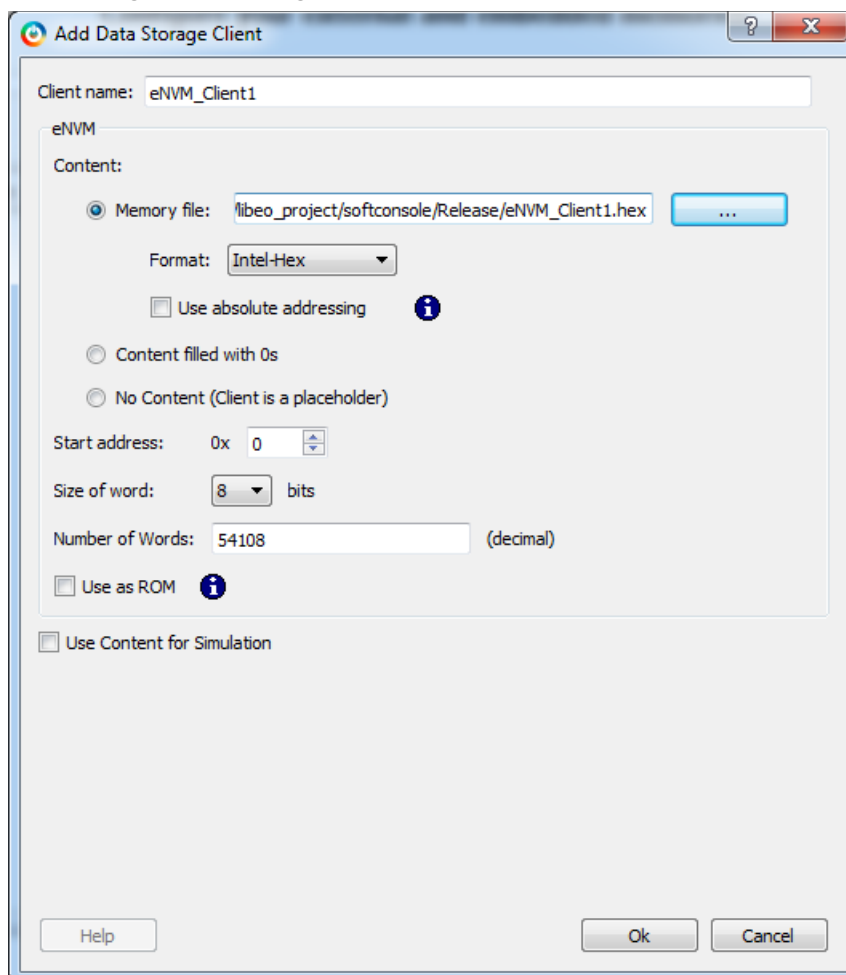 Add Data Storage Client
Client name: eNVM_Client1
eNVM
Content:
Memory file: /libeo_project/softconsole/Release/eNVM_Client1.hex ...
Format: Intel-Hex
Use absolute addressing
Content filled with 0s
No Content (Client is a placeholder)
Start address: 0x 0
Size of word: 8 bits
Number of Words: 54108 (decimal)
Use as ROM
Use Content for Simulation
Help Ok Cancel